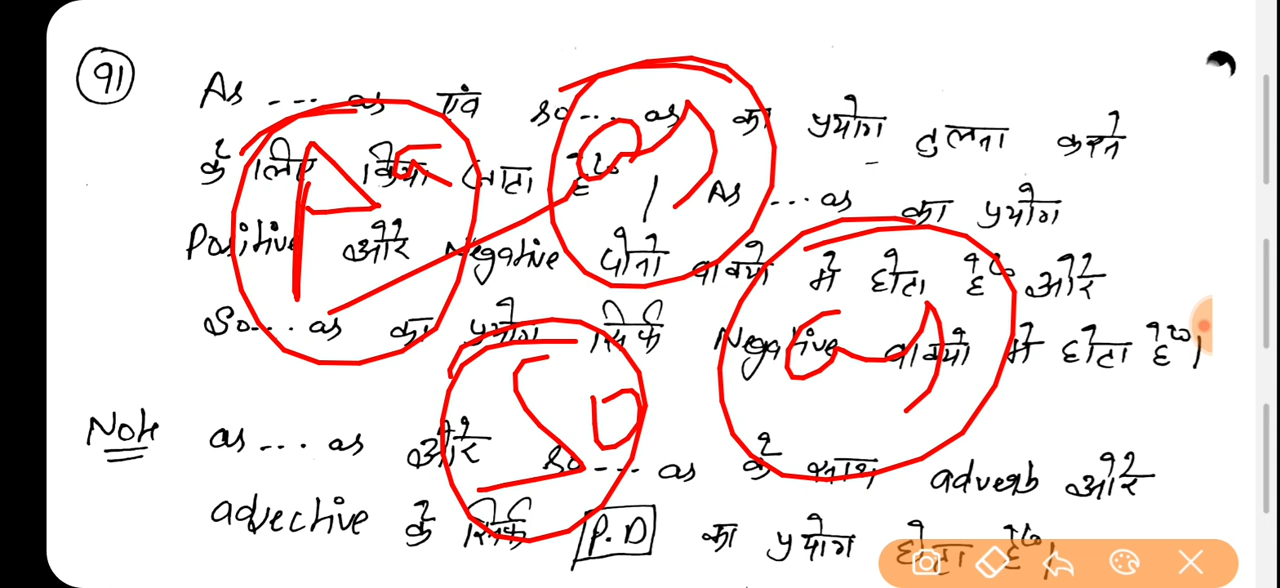 91 As .... as एवं so... as का प्रयोग तुलना करने
के लिए किया जाता है । As ... as का प्रयोग
Positive और Negative दोनों वाक्यों में होता है और
So.... as का प्रयोग सिर्फ Negative वाक्यों में होता है।
Note as ... as और so.... as के साथ adverb और
advective के सिर्फ P.D का प्रयोग होता है।